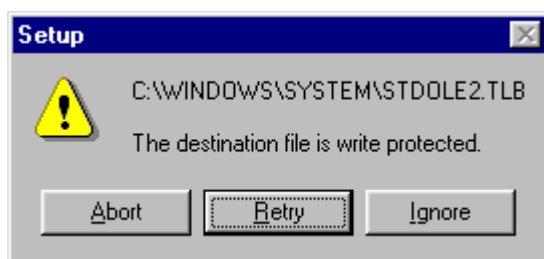 Setup
C:\WINDOWS\SYSTEM\STDOLE2.TLB
The destination file is write protected.
Abort Retry Ignore